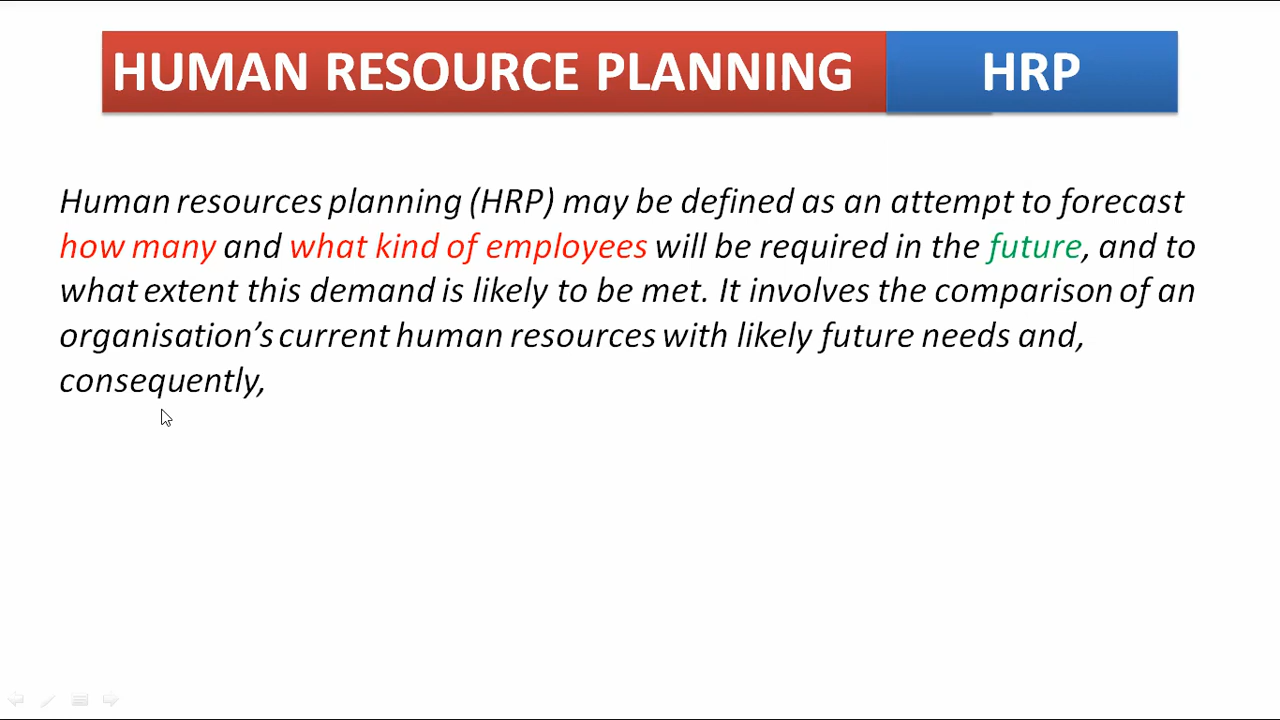 HUMAN RESOURCE PLANNING HRP
Human resources planning (HRP) may be defined as an attempt to forecast
how many and what kind of employees will be required in the future, and to
what extent this demand is likely to be met. It involves the comparison of an
organisation’s current human resources with likely future needs and,
consequently,